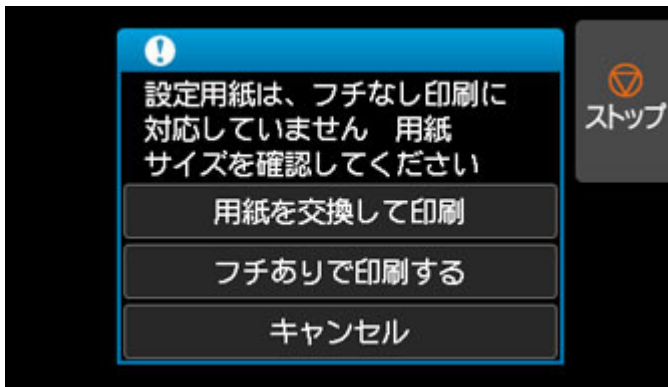 設定用紙は、フチなし印刷に
対応していません　用紙
サイズを確認してください
用紙を交換して印刷
フチありで印刷する
キャンセル
ストップ